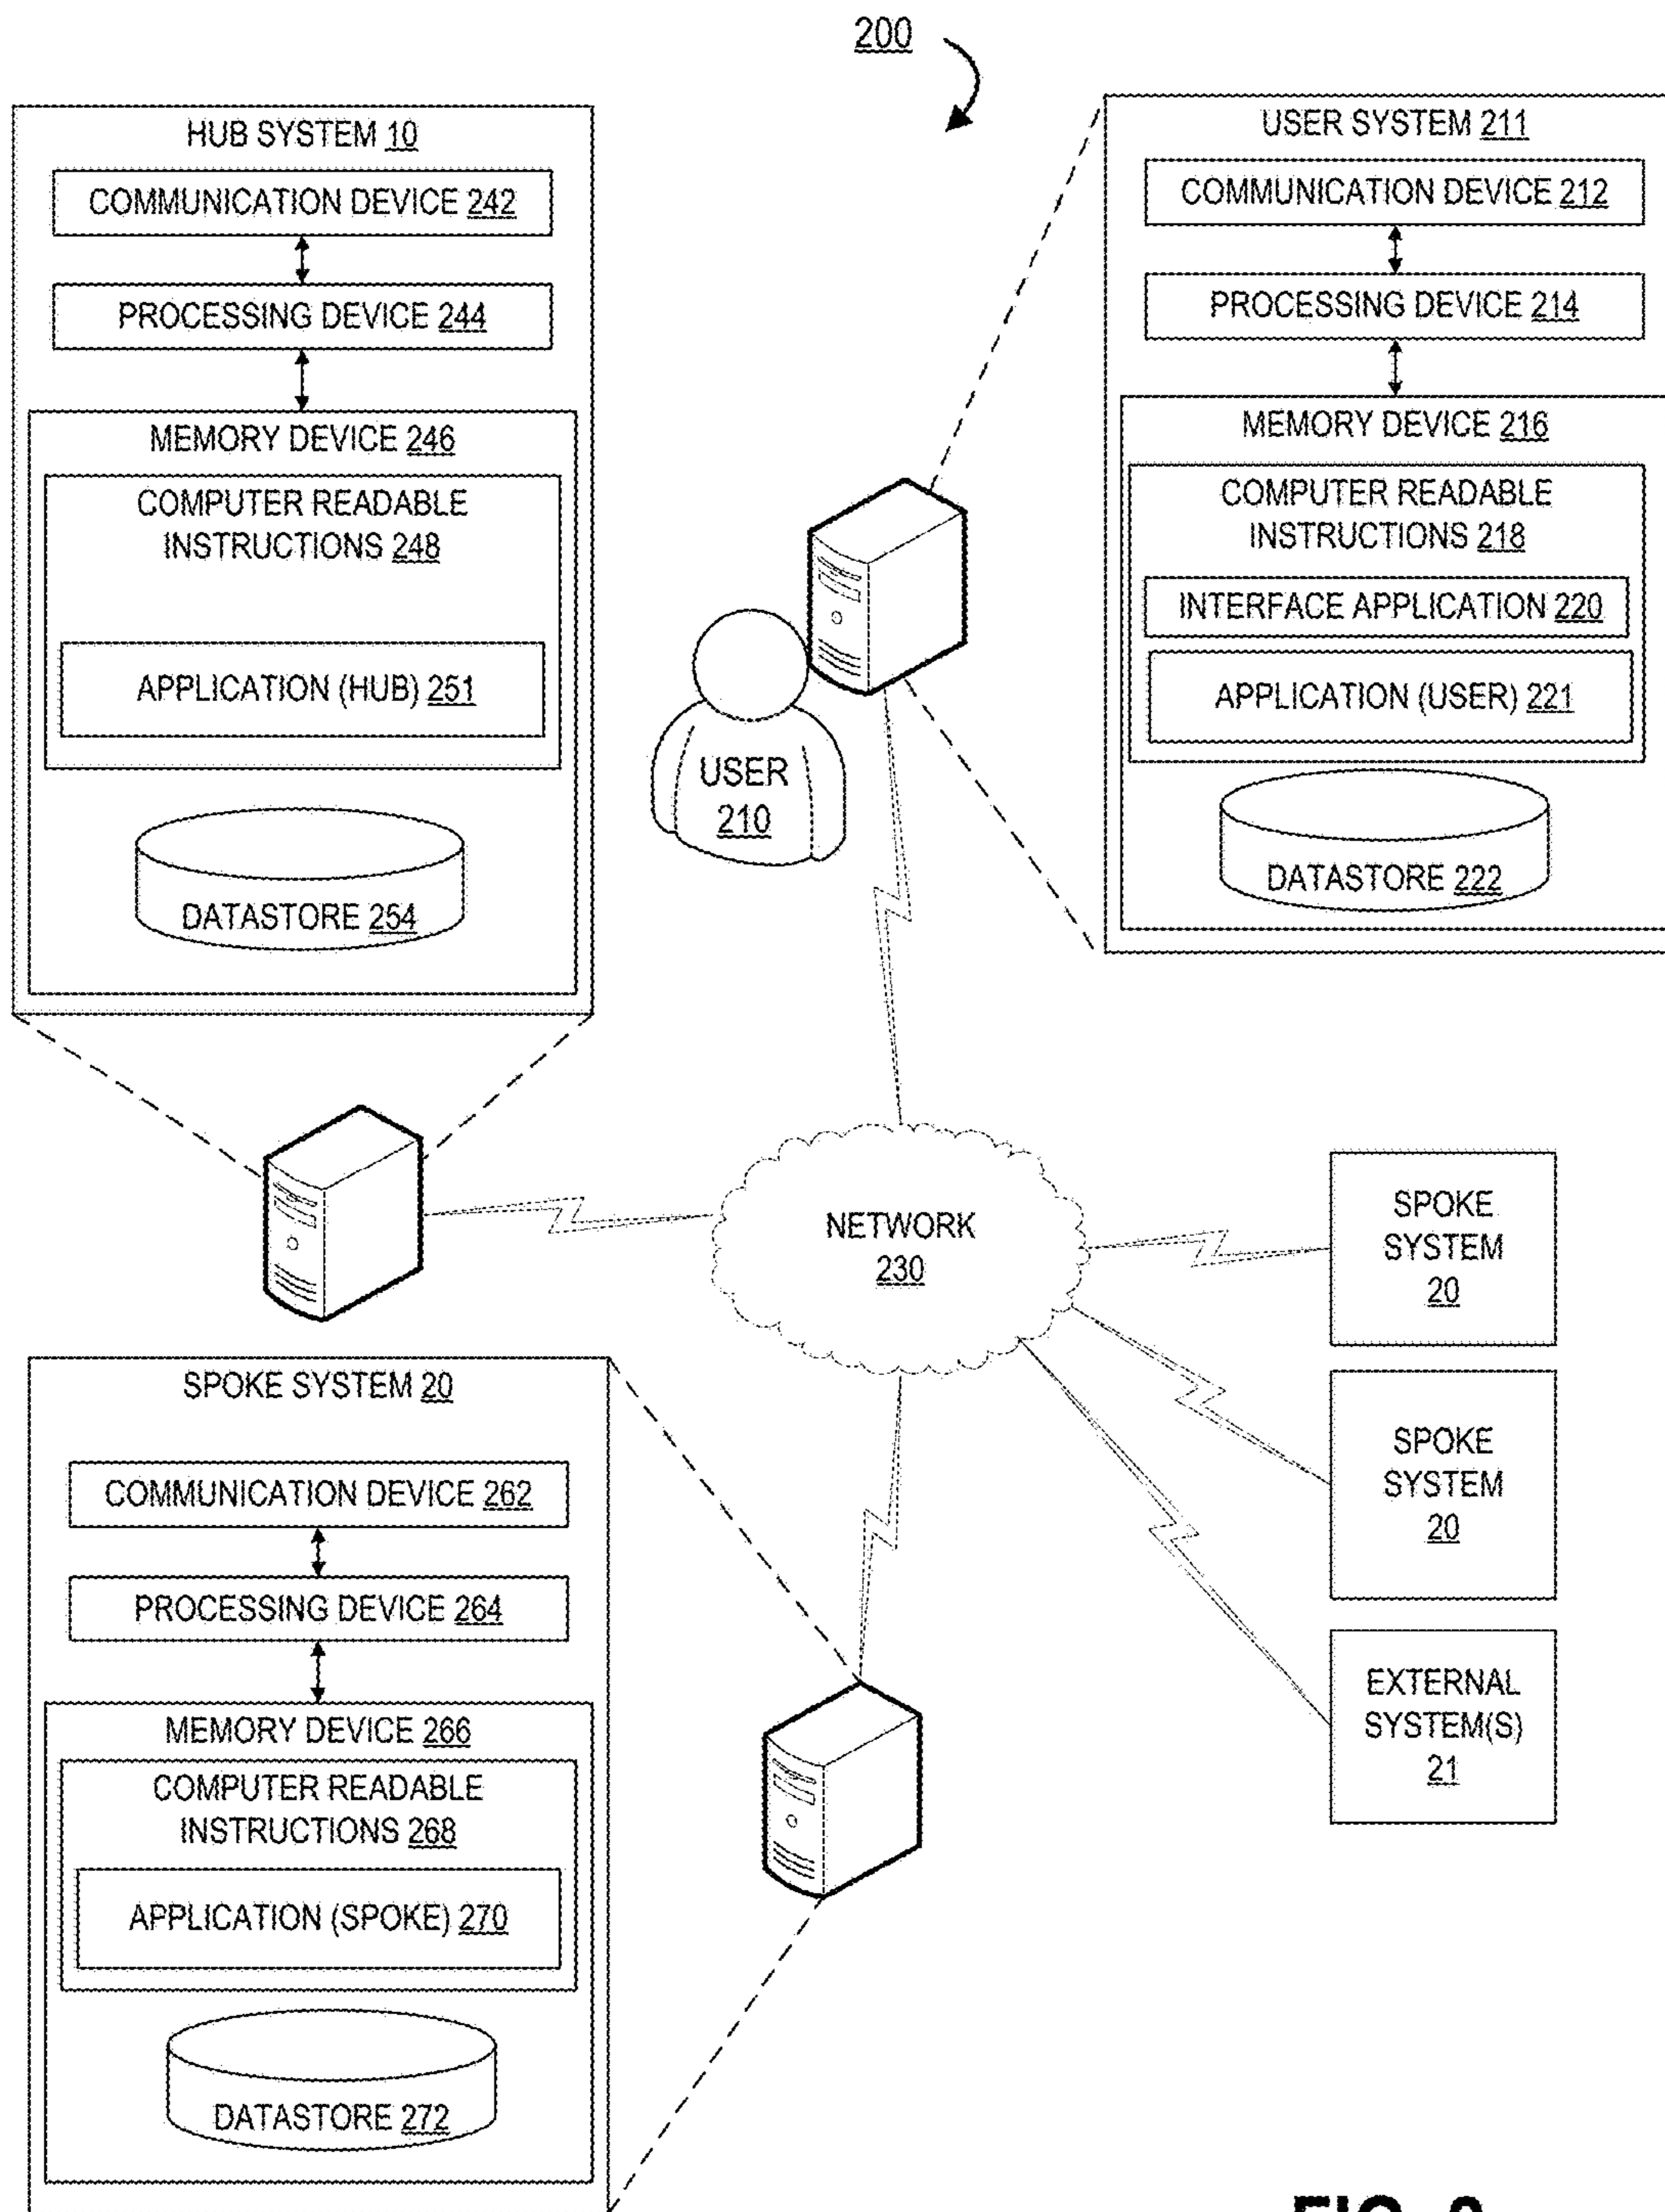 200
HUB SYSTEM 10
COMMUNICATION DEVICE 242
PROCESSING DEVICE 244
MEMORY DEVICE 246
COMPUTER READABLE
INSTRUCTIONS 248
APPLICATION (HUB) 251
DATASTORE 254
USER SYSTEM 211
COMMUNICATION DEVICE 212
PROCESSING DEVICE 214
MEMORY DEVICE 216
COMPUTER READABLE
INSTRUCTIONS 218
INTERFACE APPLICATION 220
APPLICATION (USER) 221
DATASTORE 222
USER
210
NETWORK
230
SPOKE
SYSTEM
20
SPOKE
SYSTEM
20
EXTERNAL
SYSTEM(S)
21
SPOKE SYSTEM 20
COMMUNICATION DEVICE 262
PROCESSING DEVICE 264
MEMORY DEVICE 266
COMPUTER READABLE
INSTRUCTIONS 268
APPLICATION (SPOKE) 270
DATASTORE 272
FIG.